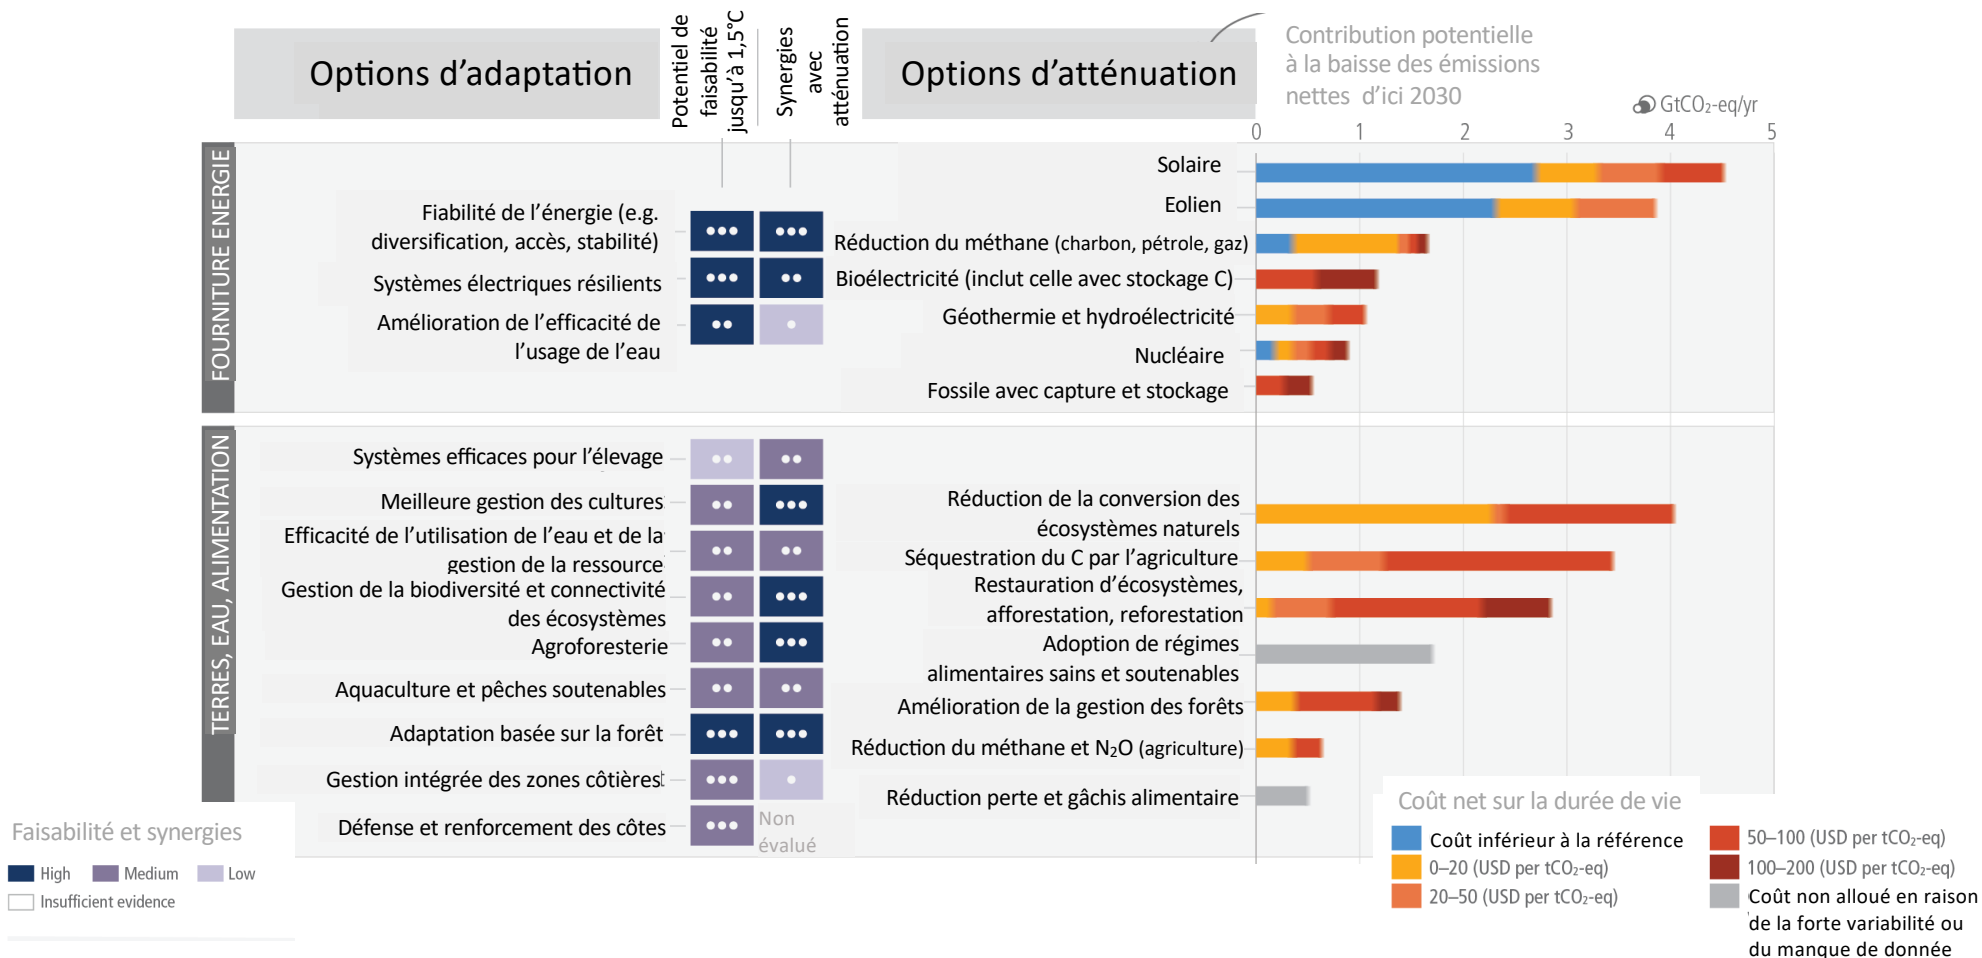 Options d’adaptation
Potentiel de
faisabilité
jusqu’à 1,5°C
Synergies
avec
atténuation
Options d’atténuation
Contribution potentielle
à la baisse des émissions
nettes d’ici 2030
GtCO₂-eq/yr
0 1 2 3 4 5
FOURNITURE ENERGIE
Fiabilité de l’énergie (e.g.
diversification, accès, stabilité)
Systèmes électriques résilients
Amélioration de l’efficacité de
l’usage de l’eau
Solaire
Eolien
Réduction du méthane (charbon, pétrole, gaz)
Bioélectricité (inclut celle avec stockage C)
Géothermie et hydroélectricité
Nucléaire
Fossile avec capture et stockage
TERRES, EAU, ALIMENTATION
Systèmes efficaces pour l’élevage
Meilleure gestion des cultures
Efficacité de l’utilisation de l’eau et de la
gestion de la ressource
Gestion de la biodiversité et connectivité
des écosystèmes
Agroforesterie
Aquaculture et pêches soutenables
Adaptation basée sur la forêt
Gestion intégrée des zones côtières
Défense et renforcement des côtes
Non
évalué
Réduction de la conversion des
écosystèmes naturels
Séquestration du C par l’agriculture
Restauration d’écosystèmes,
afforestation, reforestation
Adoption de régimes
alimentaires sains et soutenables
Amélioration de la gestion des forêts
Réduction du méthane et N₂O (agriculture)
Réduction perte et gâchis alimentaire
Faisabilité et synergies
High Medium Low
Insufficient evidence
Coût net sur la durée de vie
Coût inférieur à la référence
0–20 (USD per tCO₂-eq)
20–50 (USD per tCO₂-eq)
50–100 (USD per tCO₂-eq)
100–200 (USD per tCO₂-eq)
Coût non alloué en raison
de la forte variabilité ou
du manque de donnée